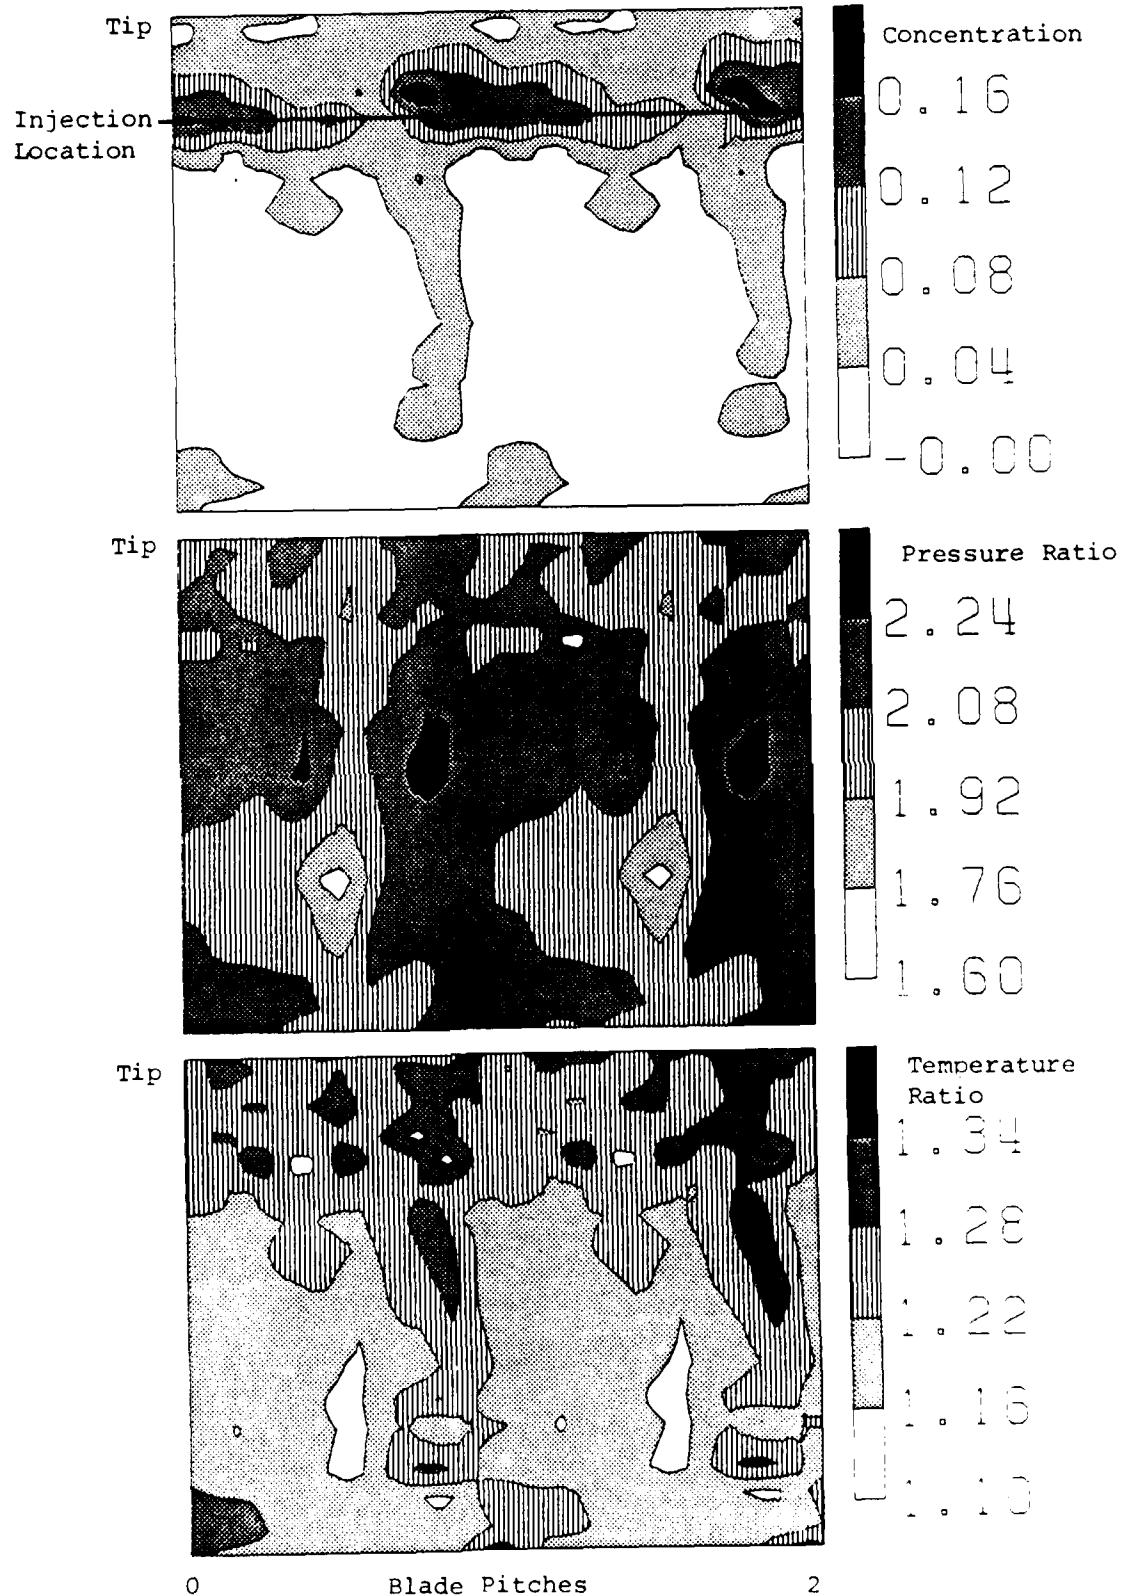 Tip
Concentration
0.16
Injection
Location
0.12
0.08
0.04
-0.00
Tip
Pressure Ratio
2.24
2.08
1.92
1.76
1.60
Tip
Temperature
Ratio
1.34
1.28
1.22
1.16
1.10
0
Blade Pitches
2